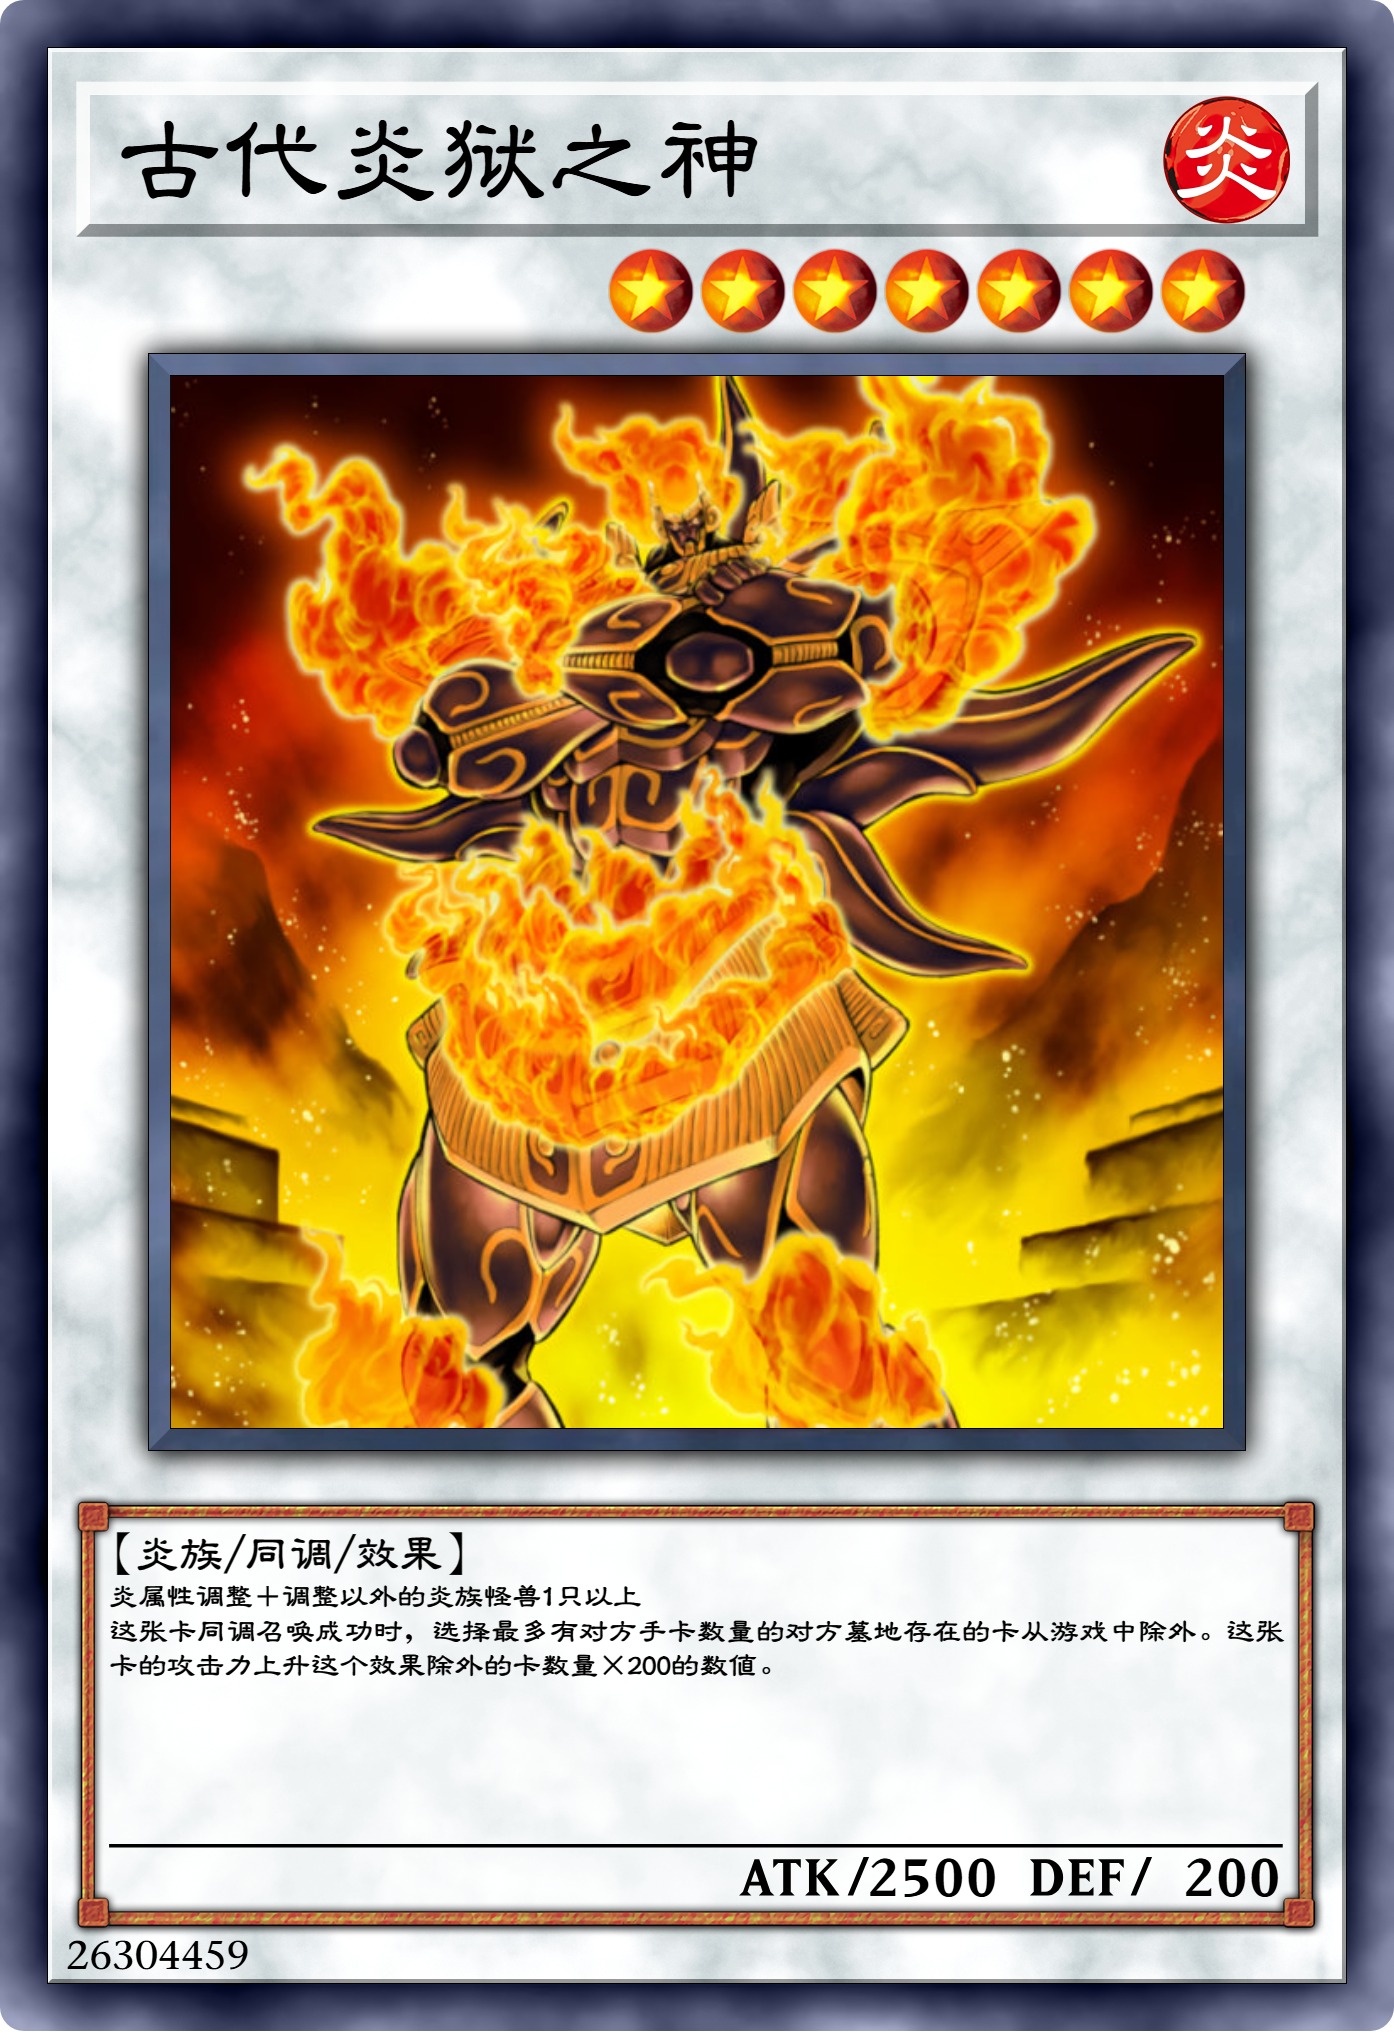 古代炎狱之神
炎
【炎族/同调/效果】
炎属性调整＋调整以外的炎族怪兽1只以上
这张卡同调召唤成功时，选择最多有对方手卡数量的对方墓地存在的卡从游戏中除外。这张
卡的攻击力上升这个效果除外的卡数量×200的数值。
ATK/2500 DEF/ 200
26304459